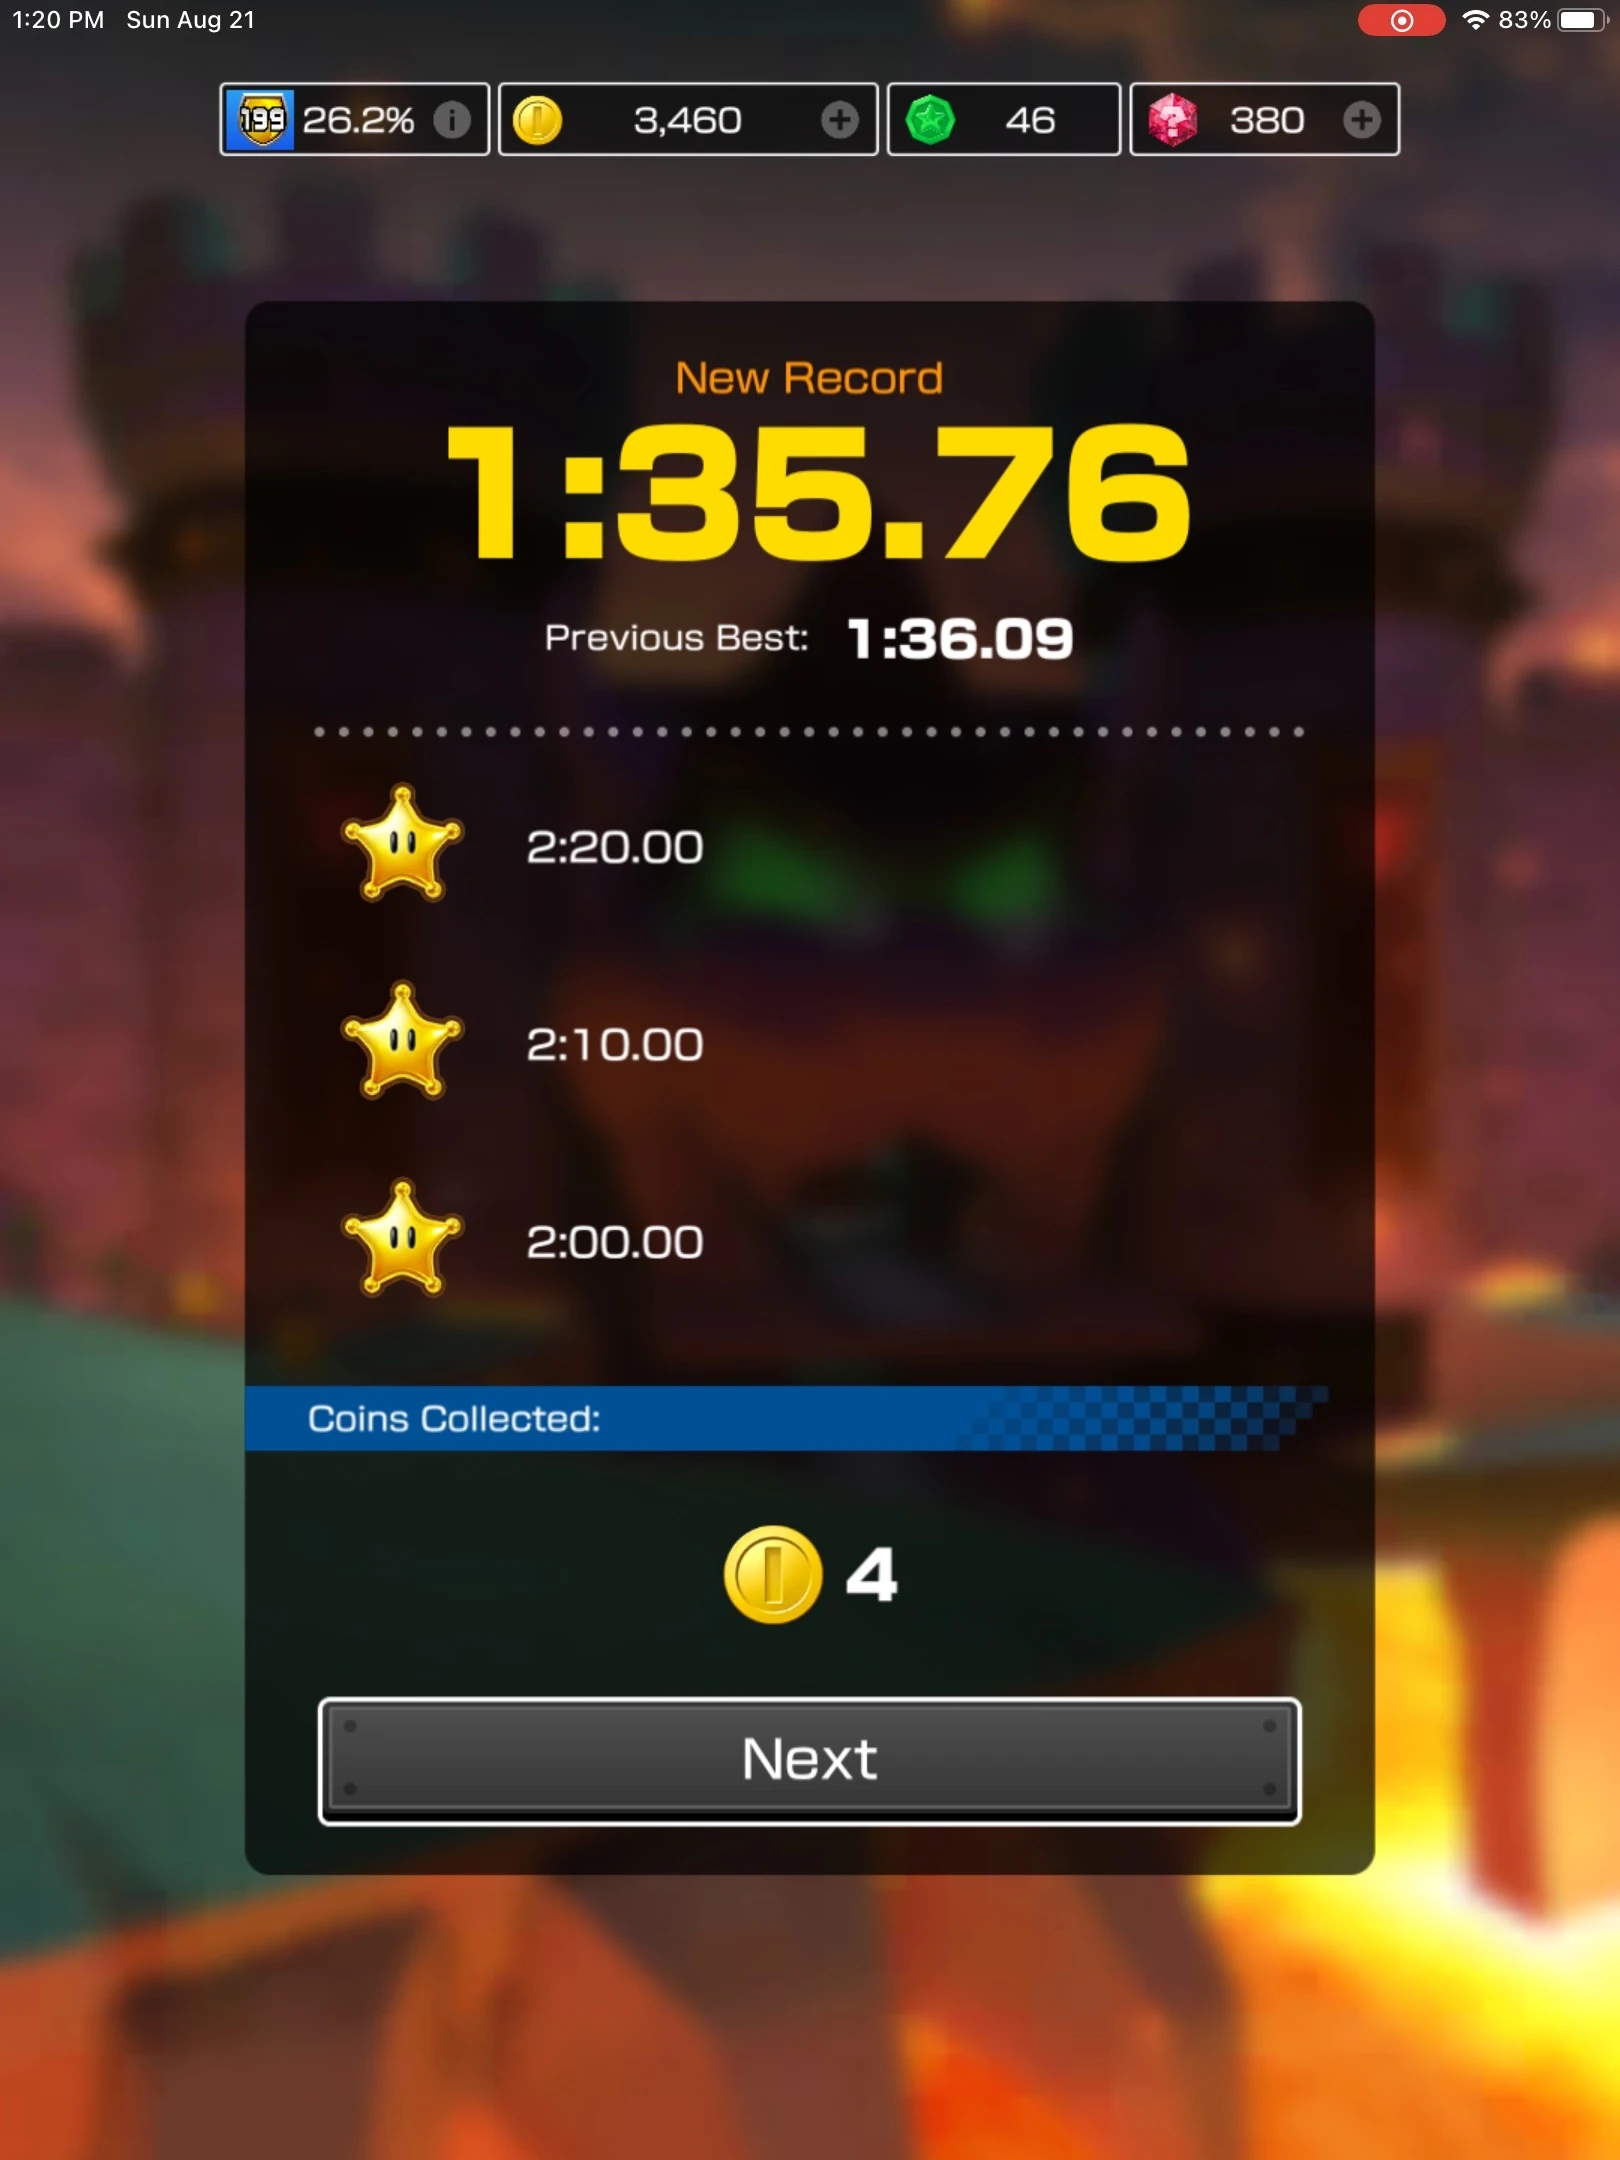 1:20 PM Sun Aug 21 83%
199 26.2% i 3,460 + 46 ? 380 +
New Record
1:35.76
Previous Best: 1:36.09
2:20.00
2:10.00
2:00.00
Coins Collected:
4
Next